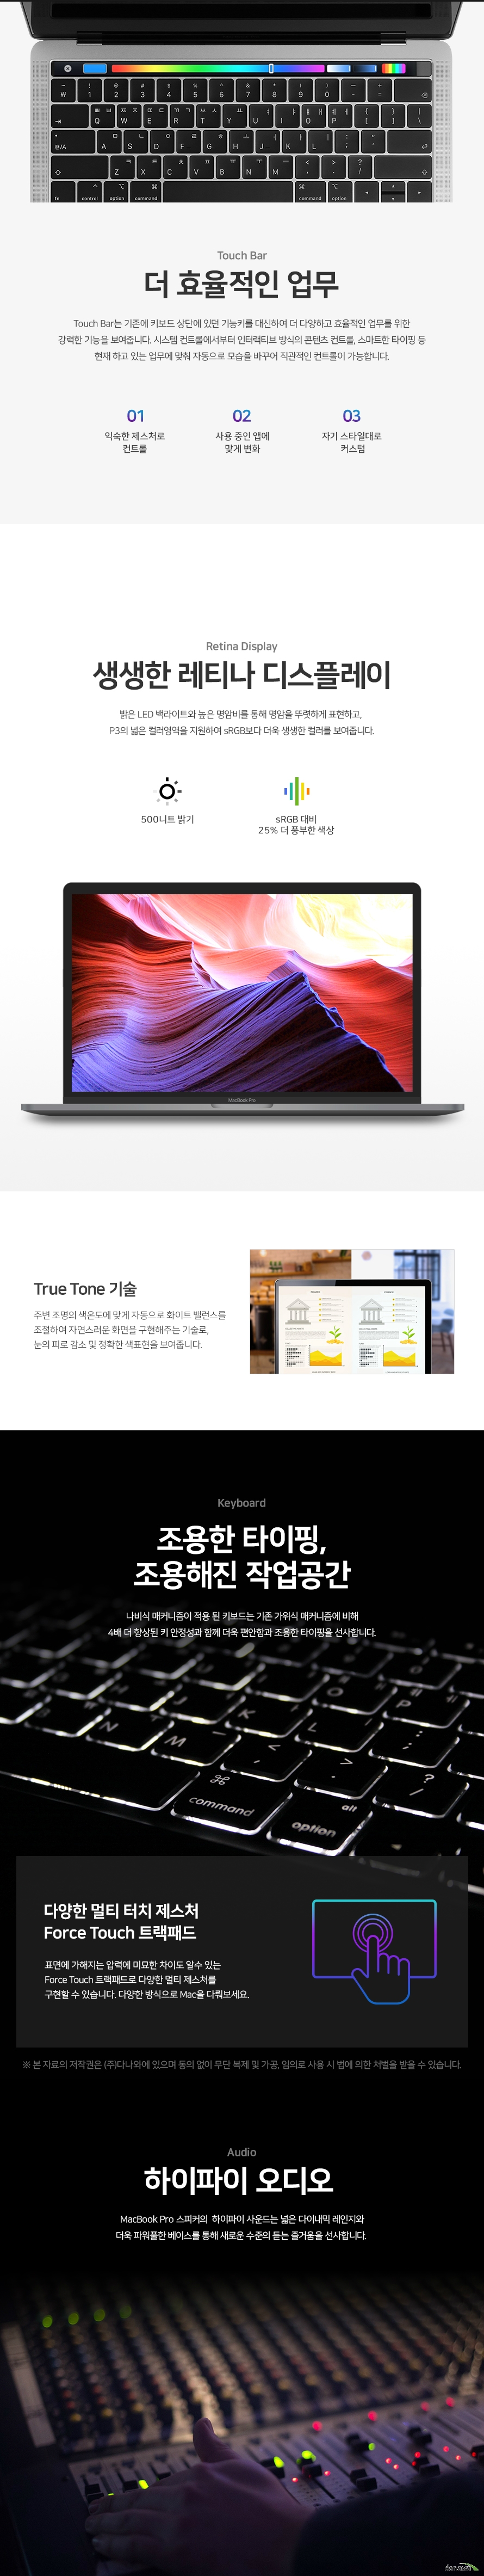 Touch Bar
더 효율적인 업무
Touch Bar는 기존에 키보드 상단에 있던 기능키를 대신하여 더 다양하고 효율적인 업무를 위한
강력한 기능을 보여줍니다. 시스템 컨트롤에서부터 인터랙티브 방식의 콘텐츠 컨트롤, 스마트한 타이핑 등
현재 하고 있는 업무에 맞춰 자동으로 모습을 바꾸어 직관적인 컨트롤이 가능합니다.
01
익숙한 제스처로
컨트롤
02
사용 중인 앱에
맞게 변화
03
자기 스타일대로
커스텀
Retina Display
생생한 레티나 디스플레이
밝은 LED 백라이트와 높은 명암비를 통해 명암을 뚜렷하게 표현하고,
P3의 넓은 컬러영역을 지원하여 sRGB보다 더욱 생생한 컬러를 보여줍니다.
500니트 밝기
sRGB 대비
25% 더 풍부한 색상
MacBook Pro
True Tone 기술
주변 조명의 색온도에 맞게 자동으로 화이트 밸런스를
조절하여 자연스러운 화면을 구현해주는 기술로,
눈의 피로 감소 및 정확한 색표현을 보여줍니다.
Keyboard
조용한 타이핑,
조용해진 작업공간
나비식 매커니즘이 적용 된 키보드는 기존 가위식 매커니즘에 비해
4배 더 향상된 키 안정성과 함께 더욱 편안함과 조용한 타이핑을 선사합니다.
command
option
alt
다양한 멀티 터치 제스처
Force Touch 트랙패드
표면에 가해지는 압력에 미묘한 차이도 알수 있는
Force Touch 트랙패드로 다양한 멀티 제스처를
구현할 수 있습니다. 다양한 방식으로 Mac을 다뤄보세요.
※ 본 자료의 저작권은 (주)다나와에 있으며 동의 없이 무단 복제 및 가공, 임의로 사용 시 법에 의한 처벌을 받을 수 있습니다.
Audio
하이파이 오디오
MacBook Pro 스피커의 하이파이 사운드는 넓은 다이내믹 레인지와
더욱 파워풀한 베이스를 통해 새로운 수준의 듣는 즐거움을 선사합니다.